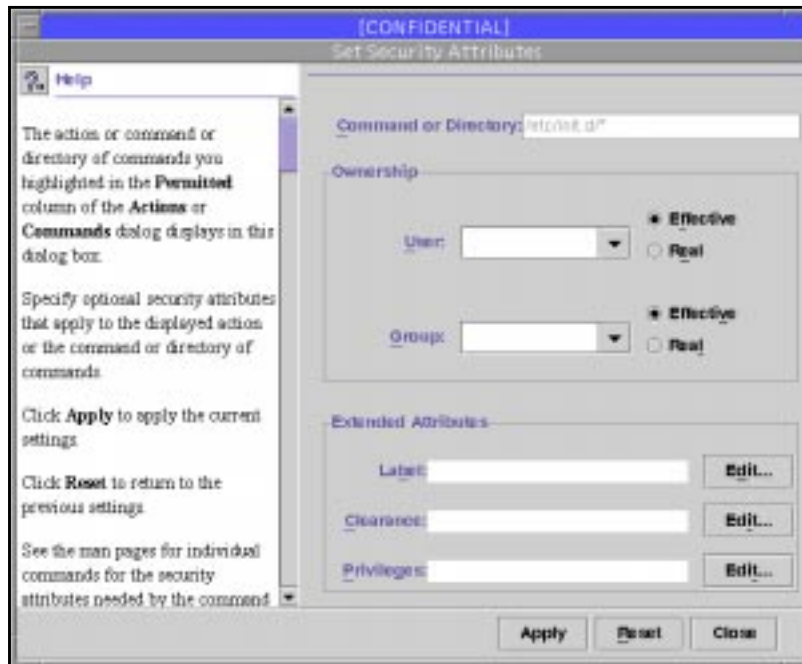 [CONFIDENTIAL]
Set Security Attributes
Help
The action or command or
directory of commands you
highlighted in the Permitted
column of the Actions or
Commands dialog displays in this
dialog box.
Specify optional security attributes
that apply to the displayed action
or the command or directory of
commands.
Click Apply to apply the current
settings.
Click Reset to return to the
previous settings.
See the man pages for individual
commands for the security
attributes needed by the command
Command or Directory: /etc/init.d/*
Ownership
User:
Effective
Real
Group:
Effective
Real
Extended Attributes
Label:
Edit...
Clearance:
Edit...
Privileges:
Edit...
Apply
Reset
Close